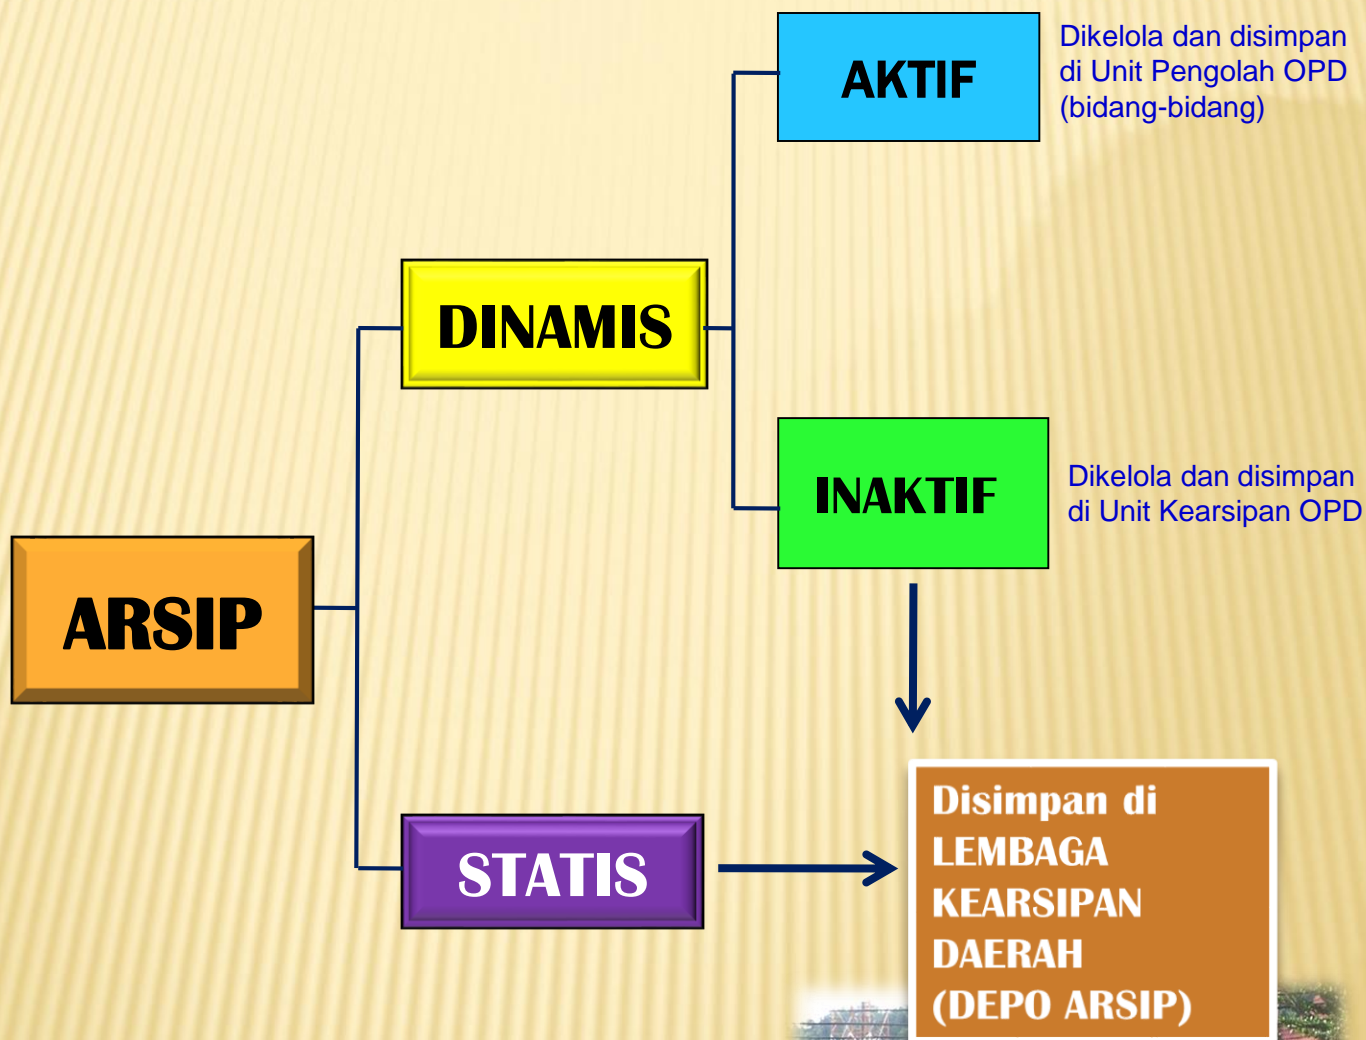 AKTIF
Dikelola dan disimpan
di Unit Pengolah OPD
(bidang-bidang)
DINAMIS
INAKTIF
Dikelola dan disimpan
di Unit Kearsipan OPD
ARSIP
STATIS
Disimpan di
LEMBAGA
KEARSIPAN
DAERAH
(DEPO ARSIP)